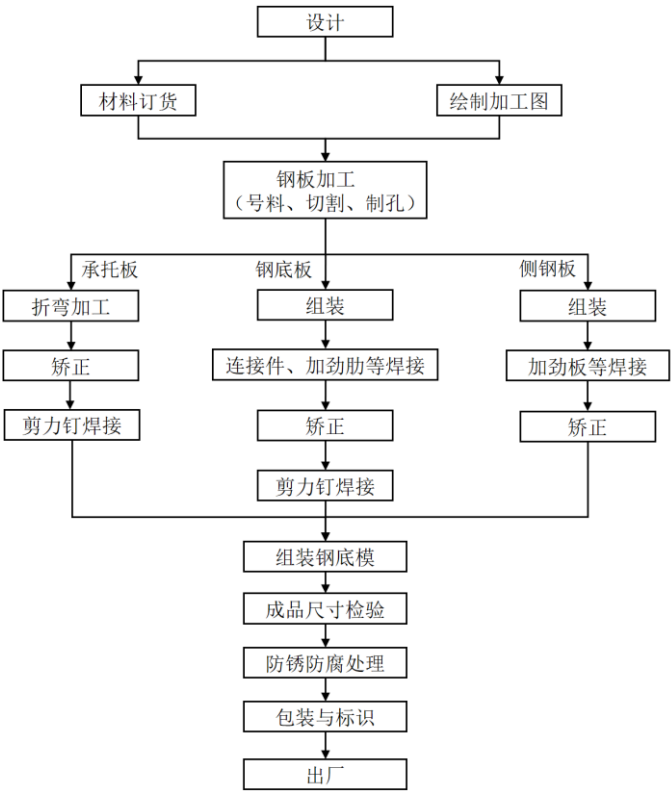 设计
材料订货
绘制加工图
钢板加工
（号料、切割、制孔）
承托板
钢底板
侧钢板
折弯加工
组装
组装
矫正
连接件、加劲肋等焊接
加劲板等焊接
剪力钉焊接
矫正
矫正
剪力钉焊接
组装钢底模
成品尺寸检验
防锈防腐处理
包装与标识
出厂